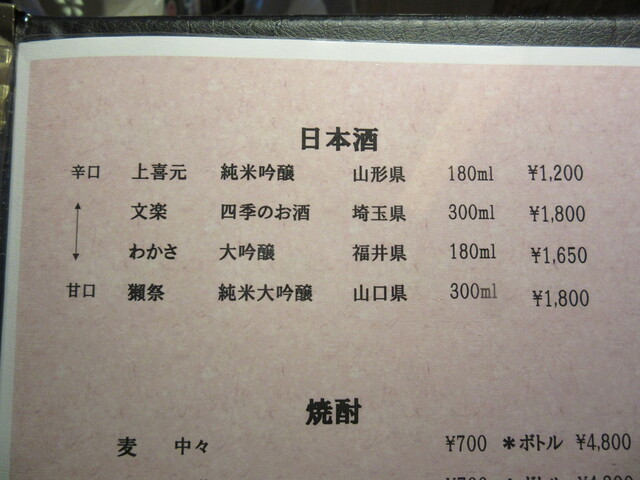 日本酒
辛口 上喜元 純米吟醸 山形県 180ml ¥1,200
文楽 四季のお酒 埼玉県 300ml ¥1,800
わかさ 大吟醸 福井県 180ml ¥1,650
甘口 獺祭 純米大吟醸 山口県 300ml ¥1,800
焼酎
麦 中々 ¥700 *ボトル ¥4,800